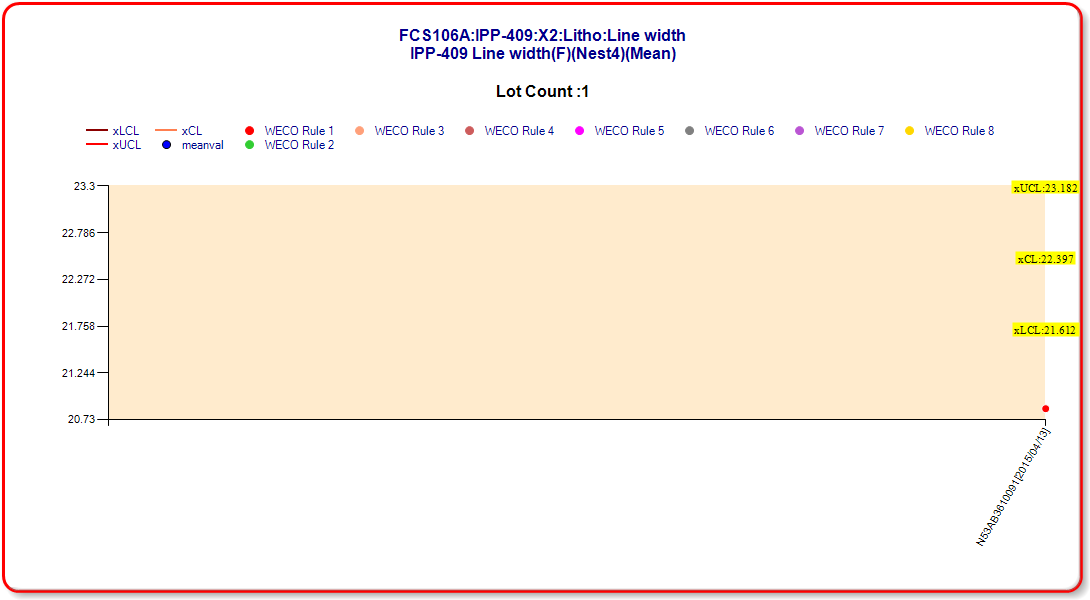 FCS106A:IPP-409:X2:Litho:Line width
IPP-409 Line width(F)(Nest4)(Mean)
Lot Count :1
xLCL xCL WECO Rule 1 WECO Rule 3 WECO Rule 4 WECO Rule 5 WECO Rule 6 WECO Rule 7 WECO Rule 8
xUCL meanval WECO Rule 2
23.3
xUCL:23.182
22.786
xCL:22.397
22.272
21.758
xLCL:21.612
21.244
20.73
N53AB3610091[2015/04/13]